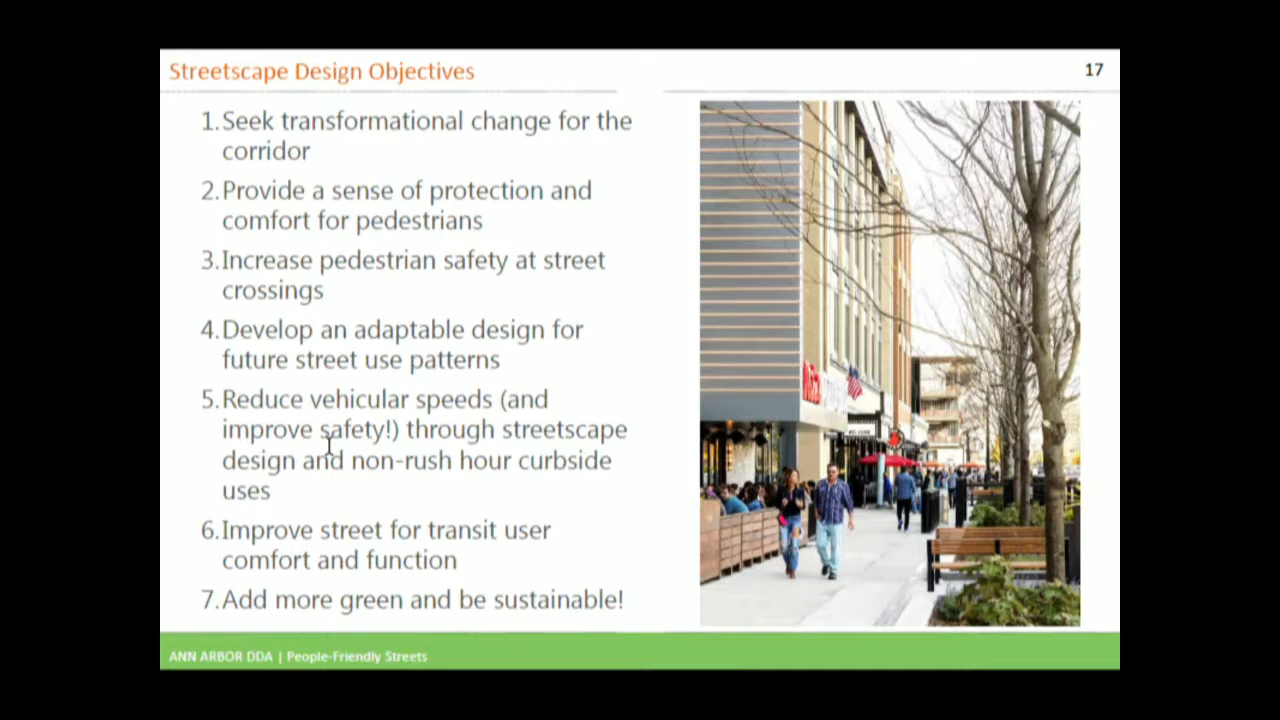 Streetscape Design Objectives
17
1.Seek transformational change for the
corridor
2.Provide a sense of protection and
comfort for pedestrians
3.Increase pedestrian safety at street
crossings
4.Develop an adaptable design for
future street use patterns
5.Reduce vehicular speeds (and
improve safety!) through streetscape
design and non-rush hour curbside
uses
6.Improve street for transit user
comfort and function
7.Add more green and be sustainable!
ANN ARBOR DDA | People-Friendly Streets